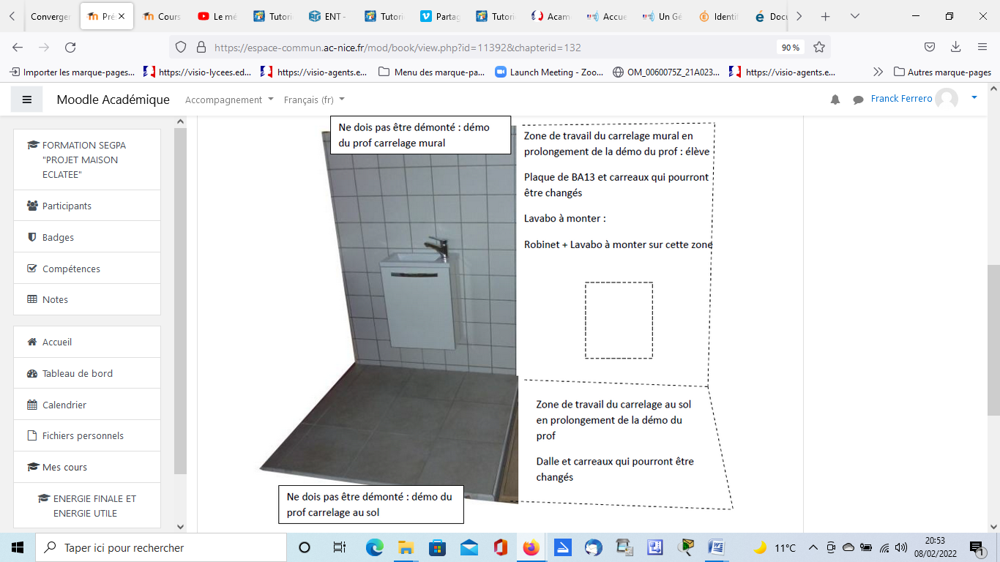 Converger
Pré
Cours
Le mé
Tutori
ENT -
Tutori
Partag
Tutori
Acam
Accue
Un Gé
Identi
Docu
https://espace-commun.ac-nice.fr/mod/book/view.php?id=11392&chapterid=132
90 %
Importer les marque-pages...
https://visio-lycees.ed...
https://visio-agents.e...
Menu des marque-pa...
Launch Meeting - Zoo...
OM_0060075Z_21A023...
https://visio-agents.e...
Autres marque-pages
Moodle Académique
Accompagnement
Français (fr)
Franck Ferrero
FORMATION SEGPA
"PROJET MAISON
ECLATEE"
Participants
Badges
Compétences
Notes
Accueil
Tableau de bord
Calendrier
Fichiers personnels
Mes cours
ENERGIE FINALE ET
ENERGIE UTILE
Ne dois pas être démonté : démo
du prof carrelage mural
Zone de travail du carrelage mural en
prolongement de la démo du prof : élève
Plaque de BA13 et carreaux qui pourront
être changés
Lavabo à monter :
Robinet + Lavabo à monter sur cette zone
Zone de travail du carrelage au sol
en prolongement de la démo du
prof
Dalle et carreaux qui pourront être
changés
Ne dois pas être démonté : démo du
prof carrelage au sol
Taper ici pour rechercher
11°C
20:53
08/02/2022
1